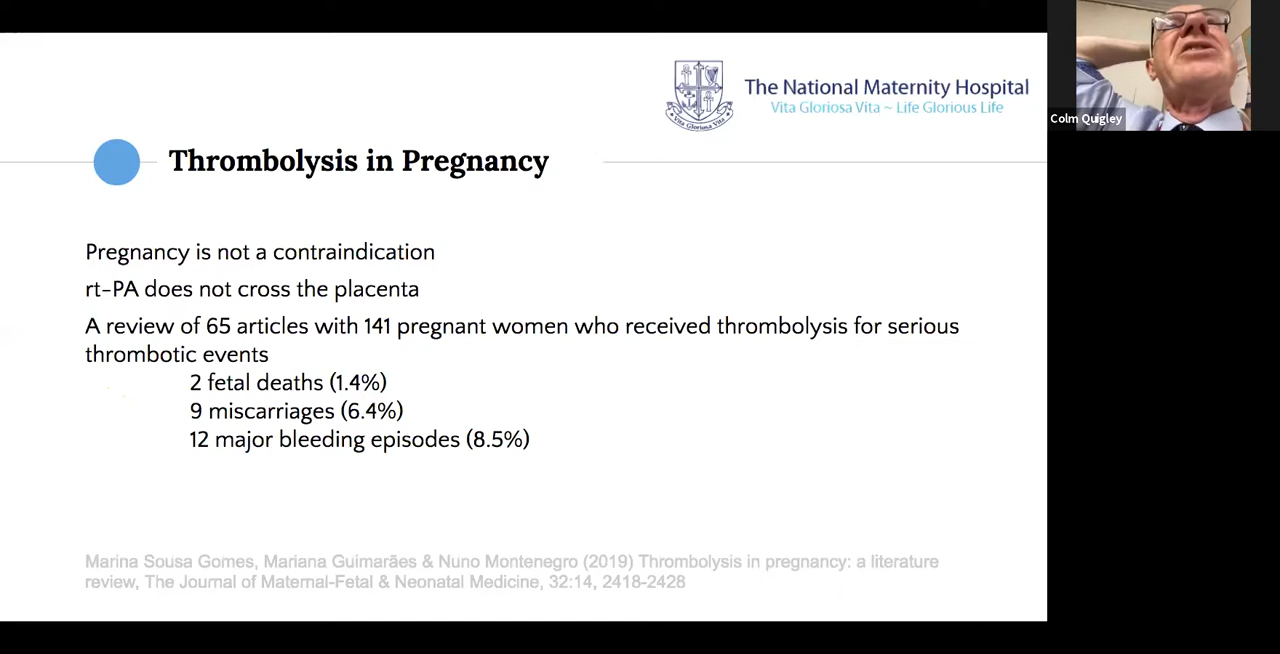 The National Maternity Hospital
Vita Gloriosa Vita ~ Life Glorious Life
Vita Gloriosa Vita
Colm Quigley
Thrombolysis in Pregnancy
Pregnancy is not a contraindication
rt-PA does not cross the placenta
A review of 65 articles with 141 pregnant women who received thrombolysis for serious
thrombotic events
2 fetal deaths (1.4%)
9 miscarriages (6.4%)
12 major bleeding episodes (8.5%)
Marina Sousa Gomes, Mariana Guimarães & Nuno Montenegro (2019) Thrombolysis in pregnancy: a literature
review, The Journal of Maternal-Fetal & Neonatal Medicine, 32:14, 2418-2428